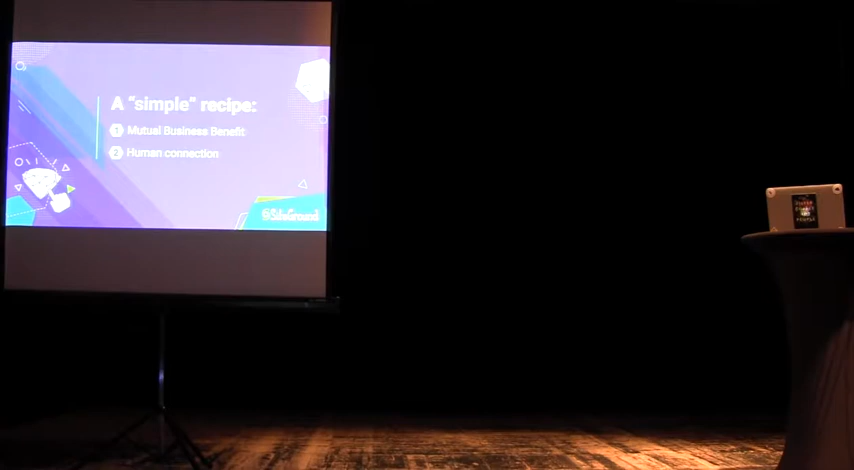 A “simple” recipe:
1 Mutual Business Benefit
2 Human connection
SiteGround